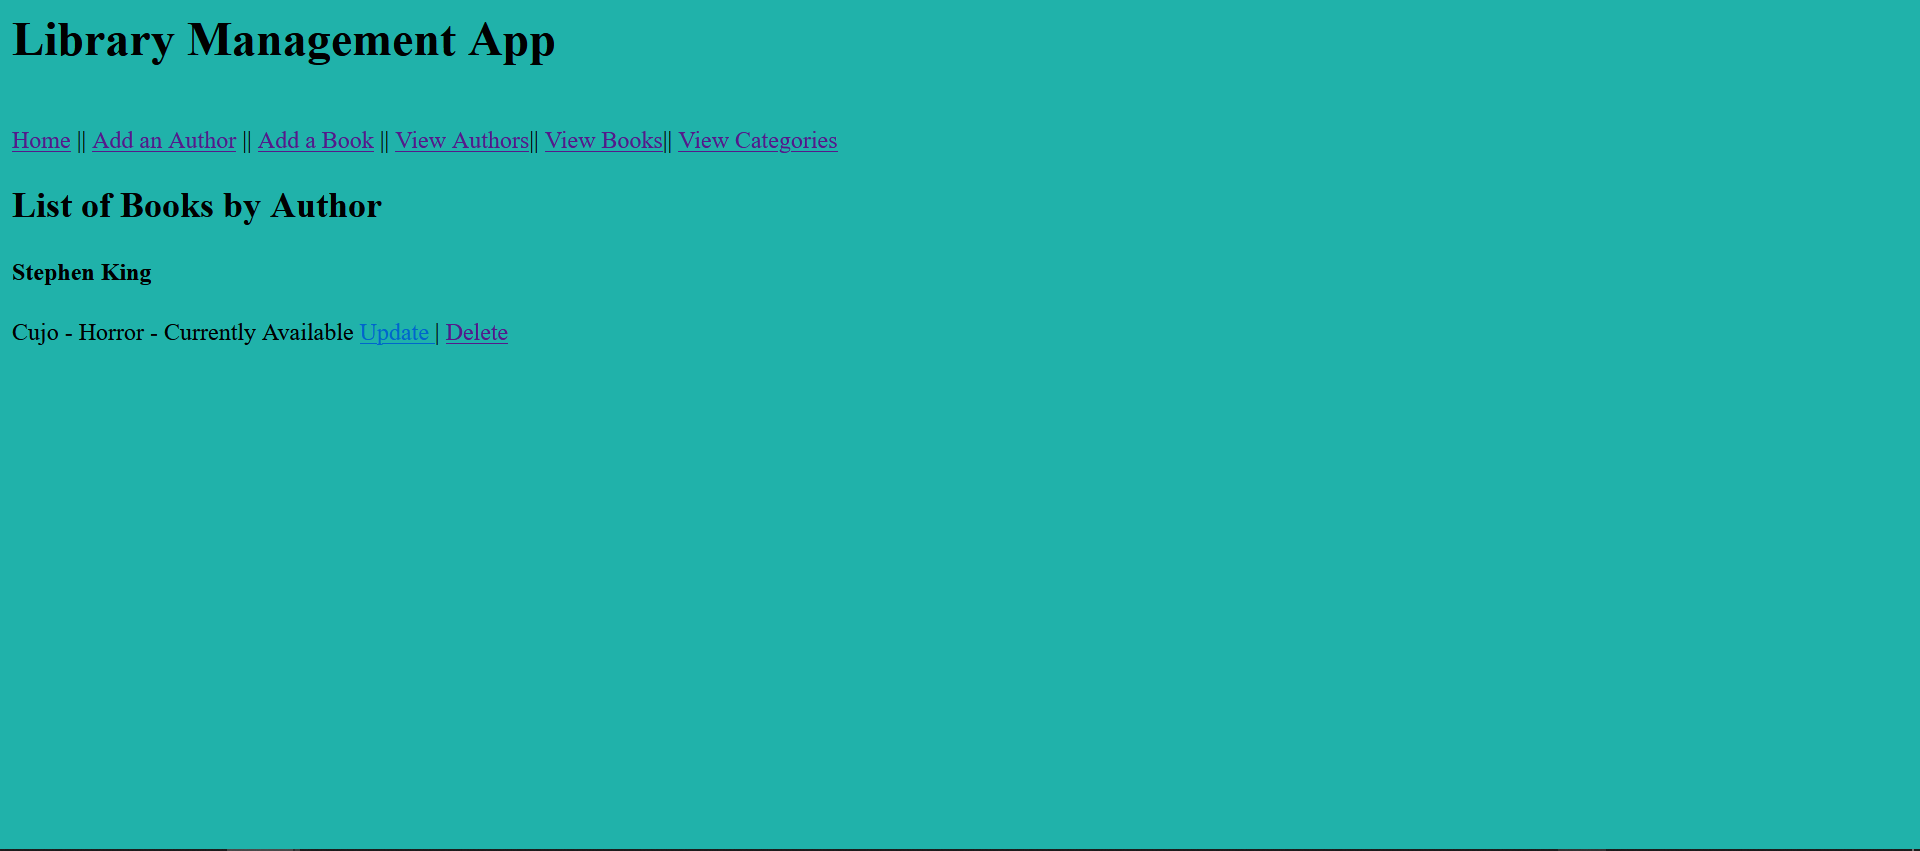 Library Management App
Home || Add an Author || Add a Book || View Authors|| View Books|| View Categories
List of Books by Author
Stephen King
Cujo - Horror - Currently Available Update | Delete